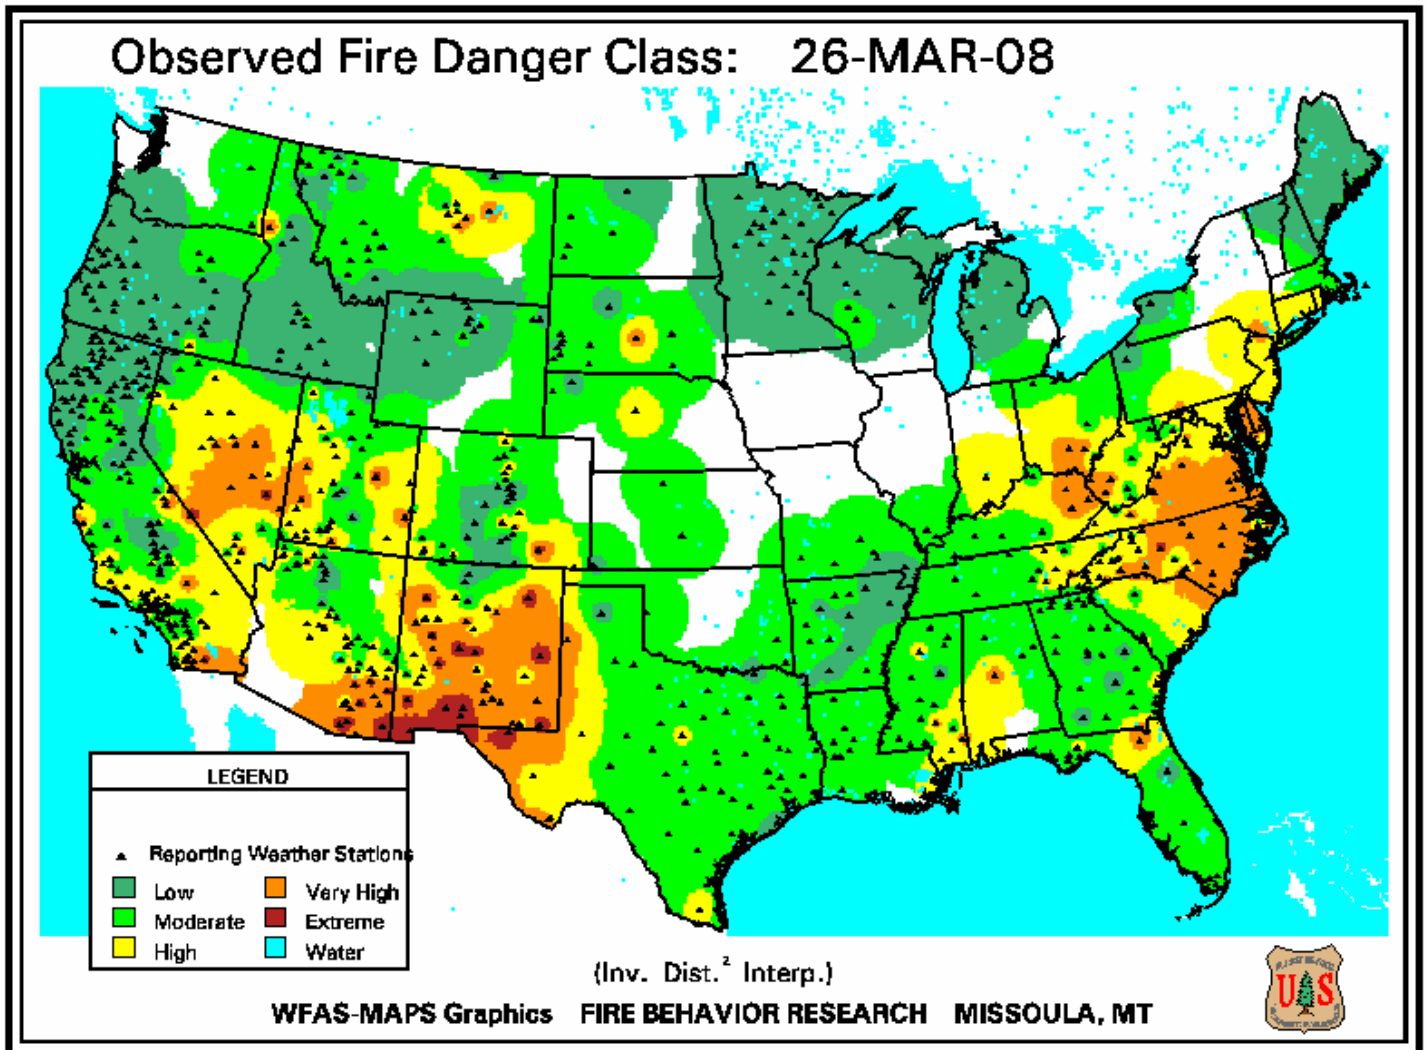 Observed Fire Danger Class: 26-MAR-08
LEGEND
Reporting Weather Stations
Low
Very High
Moderate
Extreme
High
Water
(Inv. Dist.² Interp.)
WFAS-MAPS Graphics FIRE BEHAVIOR RESEARCH MISSOULA, MT
U S